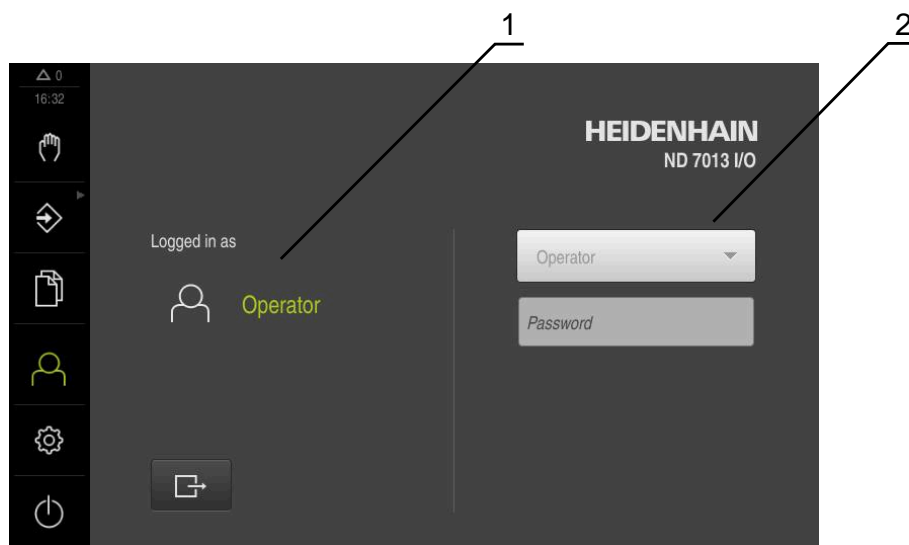 1
2
△ 0
16:32
HEIDENHAIN
ND 7013 I/O
Logged in as
Operator
Operator
Password